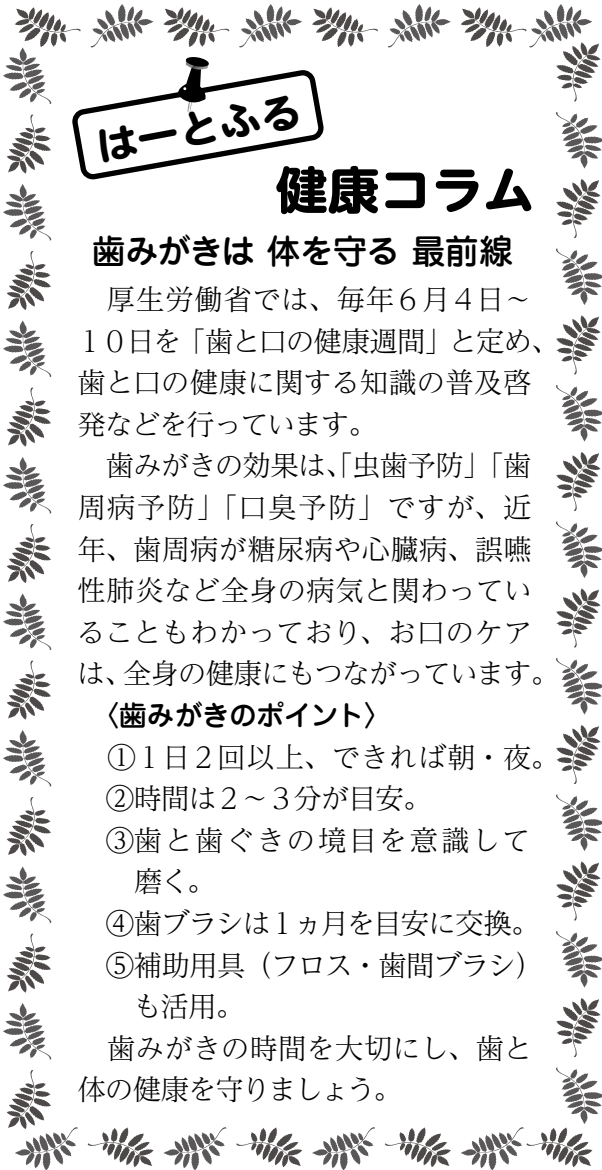 はーとふる
健康コラム
歯みがきは 体を守る 最前線
　厚生労働省では、毎年６月４日～
１０日を「歯と口の健康週間」と定め、
歯と口の健康に関する知識の普及啓
発などを行っています。
　歯みがきの効果は、「虫歯予防」「歯
周病予防」「口臭予防」ですが、近
年、歯周病が糖尿病や心臓病、誤嚥
性肺炎など全身の病気と関わってい
ることもわかっており、お口のケア
は、全身の健康にもつながっています。
〈歯みがきのポイント〉
①１日２回以上、できれば朝・夜。
②時間は２～３分が目安。
③歯と歯ぐきの境目を意識して
磨く。
④歯ブラシは１ヵ月を目安に交換。
⑤補助用具（フロス・歯間ブラシ）
も活用。
　歯みがきの時間を大切にし、歯と
体の健康を守りましょう。